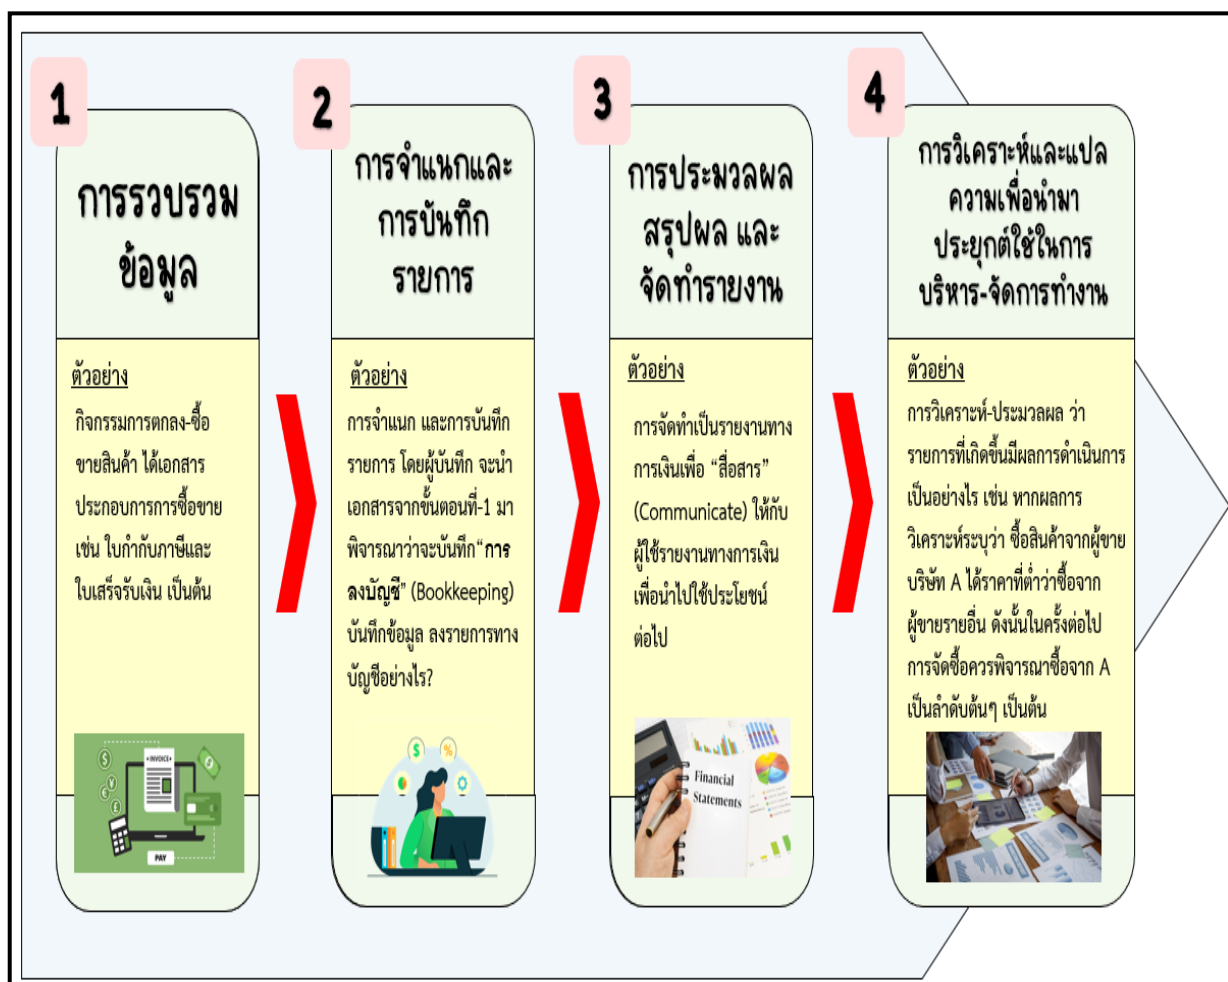 1
การรวบรวม
ข้อมูล
ตัวอย่าง
กิจกรรมการตกลง-ซื้อ
ขายสินค้า ได้เอกสาร
ประกอบการการซื้อขาย
เช่น ใบกำกับภาษีและ
ใบเสร็จรับเงิน เป็นต้น
INVOICE
PAY
2
การจำแนกและ
การบันทึก
รายการ
ตัวอย่าง
การจำแนก และการบันทึก
รายการ โดยผู้บันทึก จะนำ
เอกสารจากขั้นตอนที่-1 มา
พิจารณาว่าจะบันทึก“การ
ลงบัญชี” (Bookkeeping)
บันทึกข้อมูล ลงรายการทาง
บัญชีอย่างไร?
$ %
3
การประมวลผล
สรุปผล และ
จัดทำรายงาน
ตัวอย่าง
การจัดทำเป็นรายงานทาง
การเงินเพื่อ “สื่อสาร”
(Communicate) ให้กับ
ผู้ใช้รายงานทางการเงิน
เพื่อนำไปใช้ประโยชน์
ต่อไป
Financial
Statements
4
การวิเคราะห์และแปล
ความเพื่อนำมา
ประยุกต์ใช้ในการ
บริหาร-จัดการทำงาน
ตัวอย่าง
การวิเคราะห์-ประมวลผล ว่า
รายการที่เกิดขึ้นมีผลการดำเนินการ
เป็นอย่างไร เช่น หากผลการ
วิเคราะห์ระบุว่า ซื้อสินค้าจากผู้ขาย
บริษัท A ได้ราคาที่ต่ำว่าซื้อจาก
ผู้ขายรายอื่น ดังนั้นในครั้งต่อไป
การจัดซื้อควรพิจารณาซื้อจาก A
เป็นลำดับต้นๆ เป็นต้น